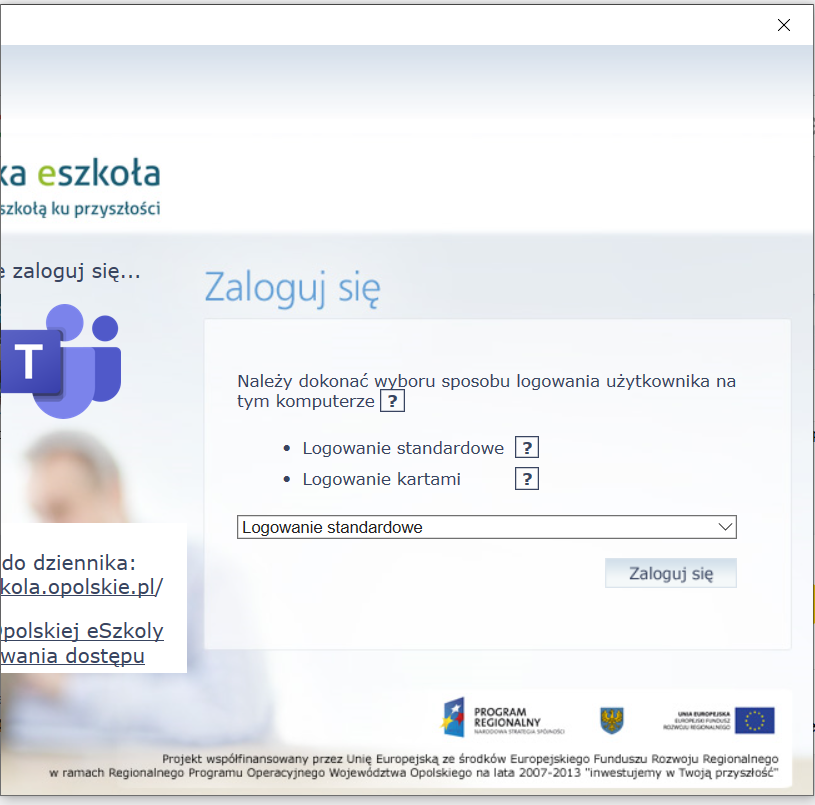 ka eszkoła
szkołą ku przyszłości
e zaloguj się...
Zaloguj się
T
Należy dokonać wyboru sposobu logowania użytkownika na
tym komputerze ?
• Logowanie standardowe ?
• Logowanie kartami ?
Logowanie standardowe
Zaloguj się
do dziennika:
kola.opolskie.pl/
polskiej eSzkoly
wania dostępu
PROGRAM
REGIONALNY
NARODOWA STRATEGIA SPÓJNOŚCI
UNIA EUROPEJSKA
EUROPEJSKI FUNDUSZ
ROZWOJU REGIONALNEGO
Projekt współfinansowany przez Unię Europejską ze środków Europejskiego Funduszu Rozwoju Regionalnego
w ramach Regionalnego Programu Operacyjnego Województwa Opolskiego na lata 2007-2013 "inwestujemy w Twoją przyszłość"